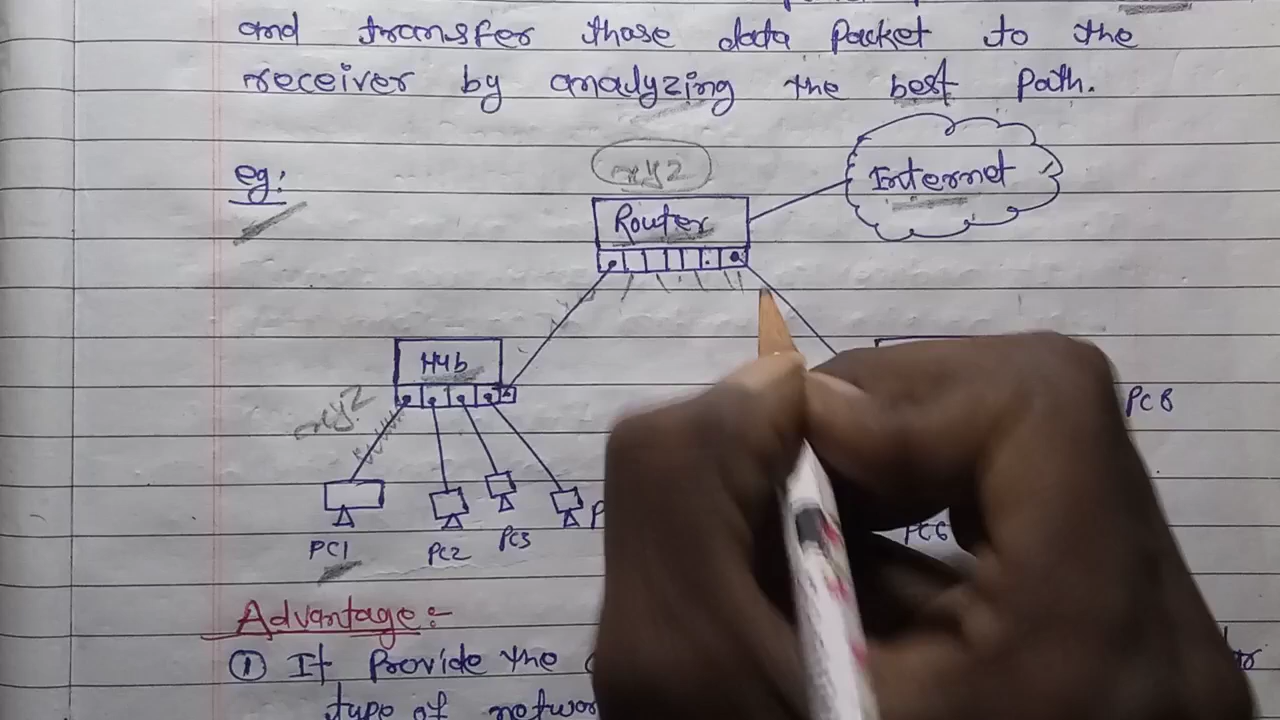 and transfer those data packet to the
receiver by analyzing the best path.
eg:
xyz
Router
Internet
Hub
xyz
PC8
PC1
PC2
PC3
PC6
Advantage:-
① It provide the
type of networ